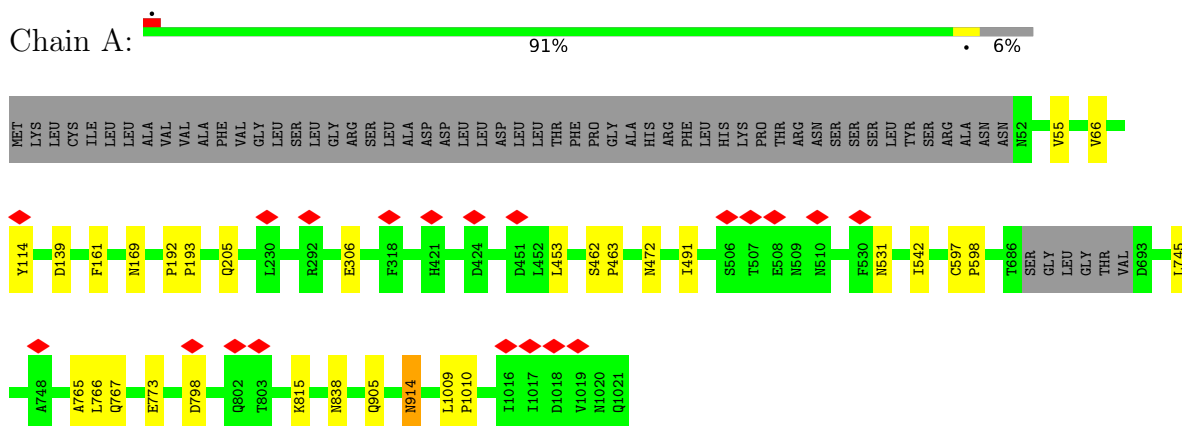 Chain A:
91%
•
6%
MET LYS LEU CYS ILE LEU LEU ALA VAL VAL ALA PHE VAL GLY LEU SER LEU GLY ARG SER LEU ALA ASP ASP LEU LEU ASP LEU LEU THR PHE PRO GLY ALA HIS ARG PHE LEU HIS LYS PRO THR ARG ASN SER SER SER LEU TYR SER ARG ALA ASN ASN N52 V55 V66
Y114 D139 F161 N169 P192 P193 Q205 L230 R292 E306 F318 H421 D424 D451 L452 L453 S462 P463 N472 I491 S506 T507 E508 N509 N510 F530 N531 I542 C597 P598 T686 SER GLY LEU GLY THR VAL D693 L745
A748 A765 L766 Q767 E773 D798 Q802 T803 K815 N838 Q905 N914 L1009 P1010 I1016 I1017 D1018 V1019 N1020 Q1021